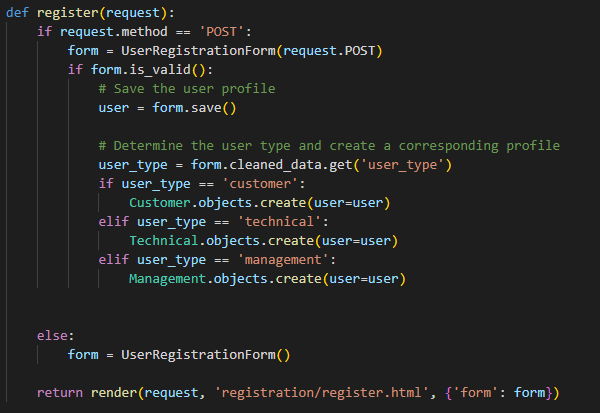 def register(request):
    if request.method == 'POST':
        form = UserRegistrationForm(request.POST)
        if form.is_valid():
            # Save the user profile
            user = form.save()

            # Determine the user type and create a corresponding profile
            user_type = form.cleaned_data.get('user_type')
            if user_type == 'customer':
                Customer.objects.create(user=user)
            elif user_type == 'technical':
                Technical.objects.create(user=user)
            elif user_type == 'management':
                Management.objects.create(user=user)


    else:
        form = UserRegistrationForm()

    return render(request, 'registration/register.html', {'form': form})